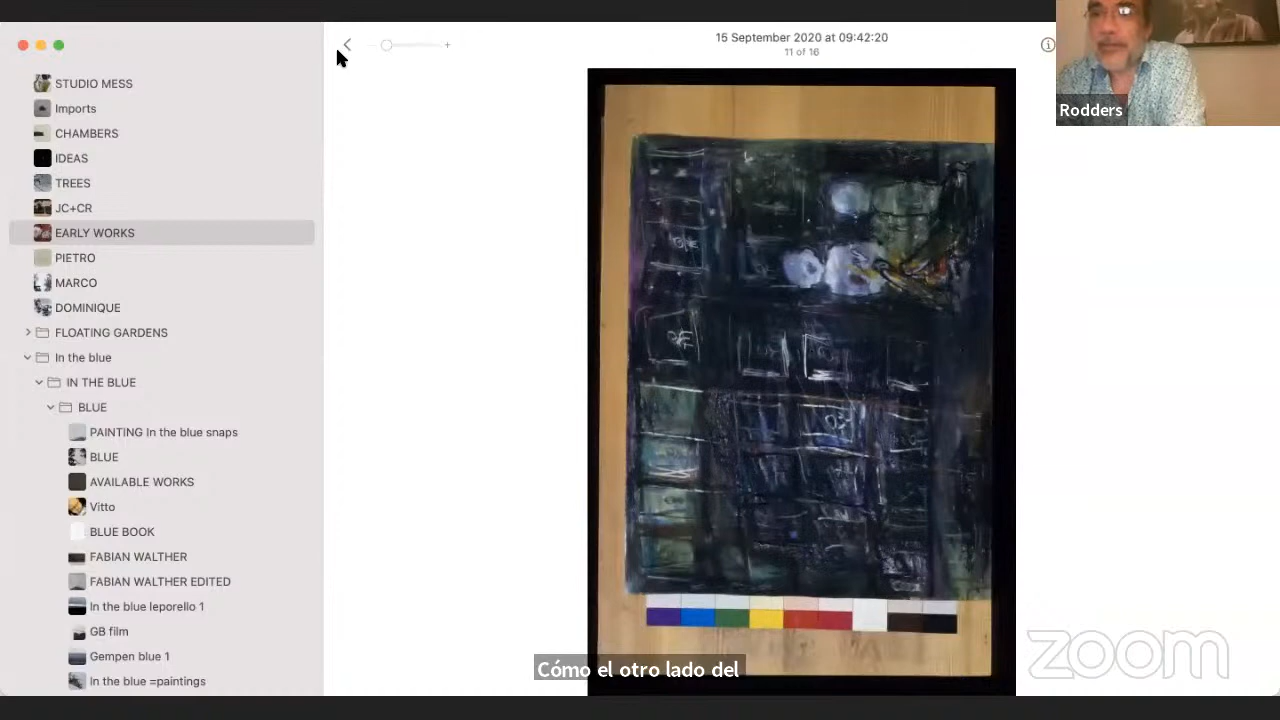 15 September 2020 at 09:42:20
11 of 16
STUDIO MESS
Imports
CHAMBERS
IDEAS
TREES
JC+CR
EARLY WORKS
PIETRO
MARCO
DOMINIQUE
FLOATING GARDENS
In the blue
IN THE BLUE
BLUE
PAINTING In the blue snaps
BLUE
AVAILABLE WORKS
Vitto
BLUE BOOK
FABIAN WALTHER
FABIAN WALTHER EDITED
In the blue leporello 1
GB film
Gempen blue 1
In the blue =paintings
Rodders
Cómo el otro lado del
zoom